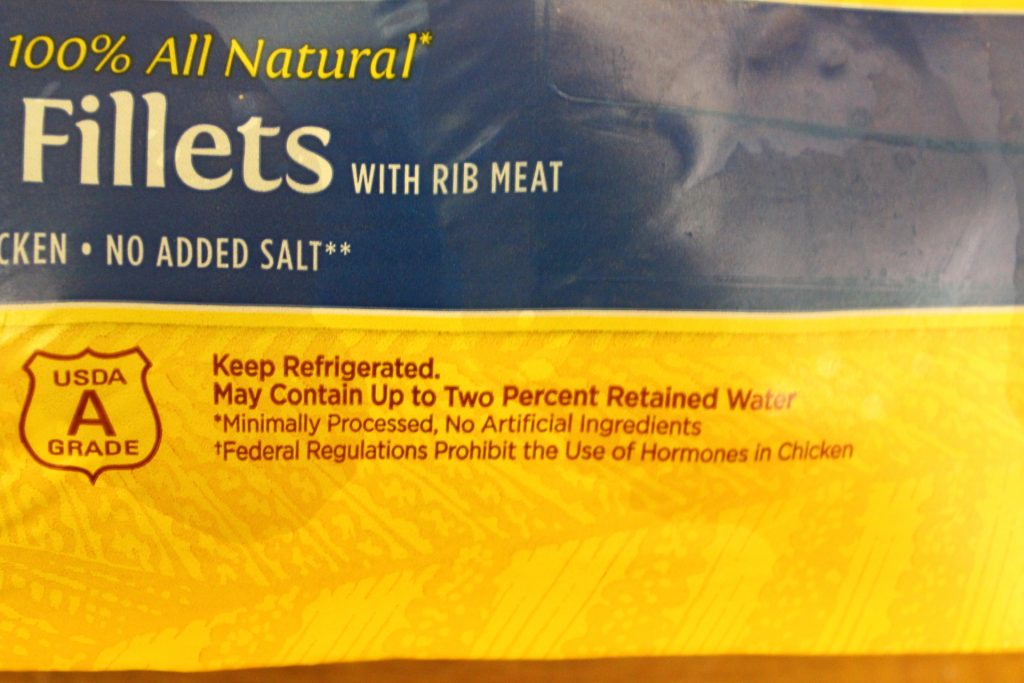 100% All Natural*
Fillets WITH RIB MEAT
CKEN • NO ADDED SALT**
USDA
A
GRADE
Keep Refrigerated.
May Contain Up to Two Percent Retained Water
*Minimally Processed, No Artificial Ingredients
†Federal Regulations Prohibit the Use of Hormones in Chicken